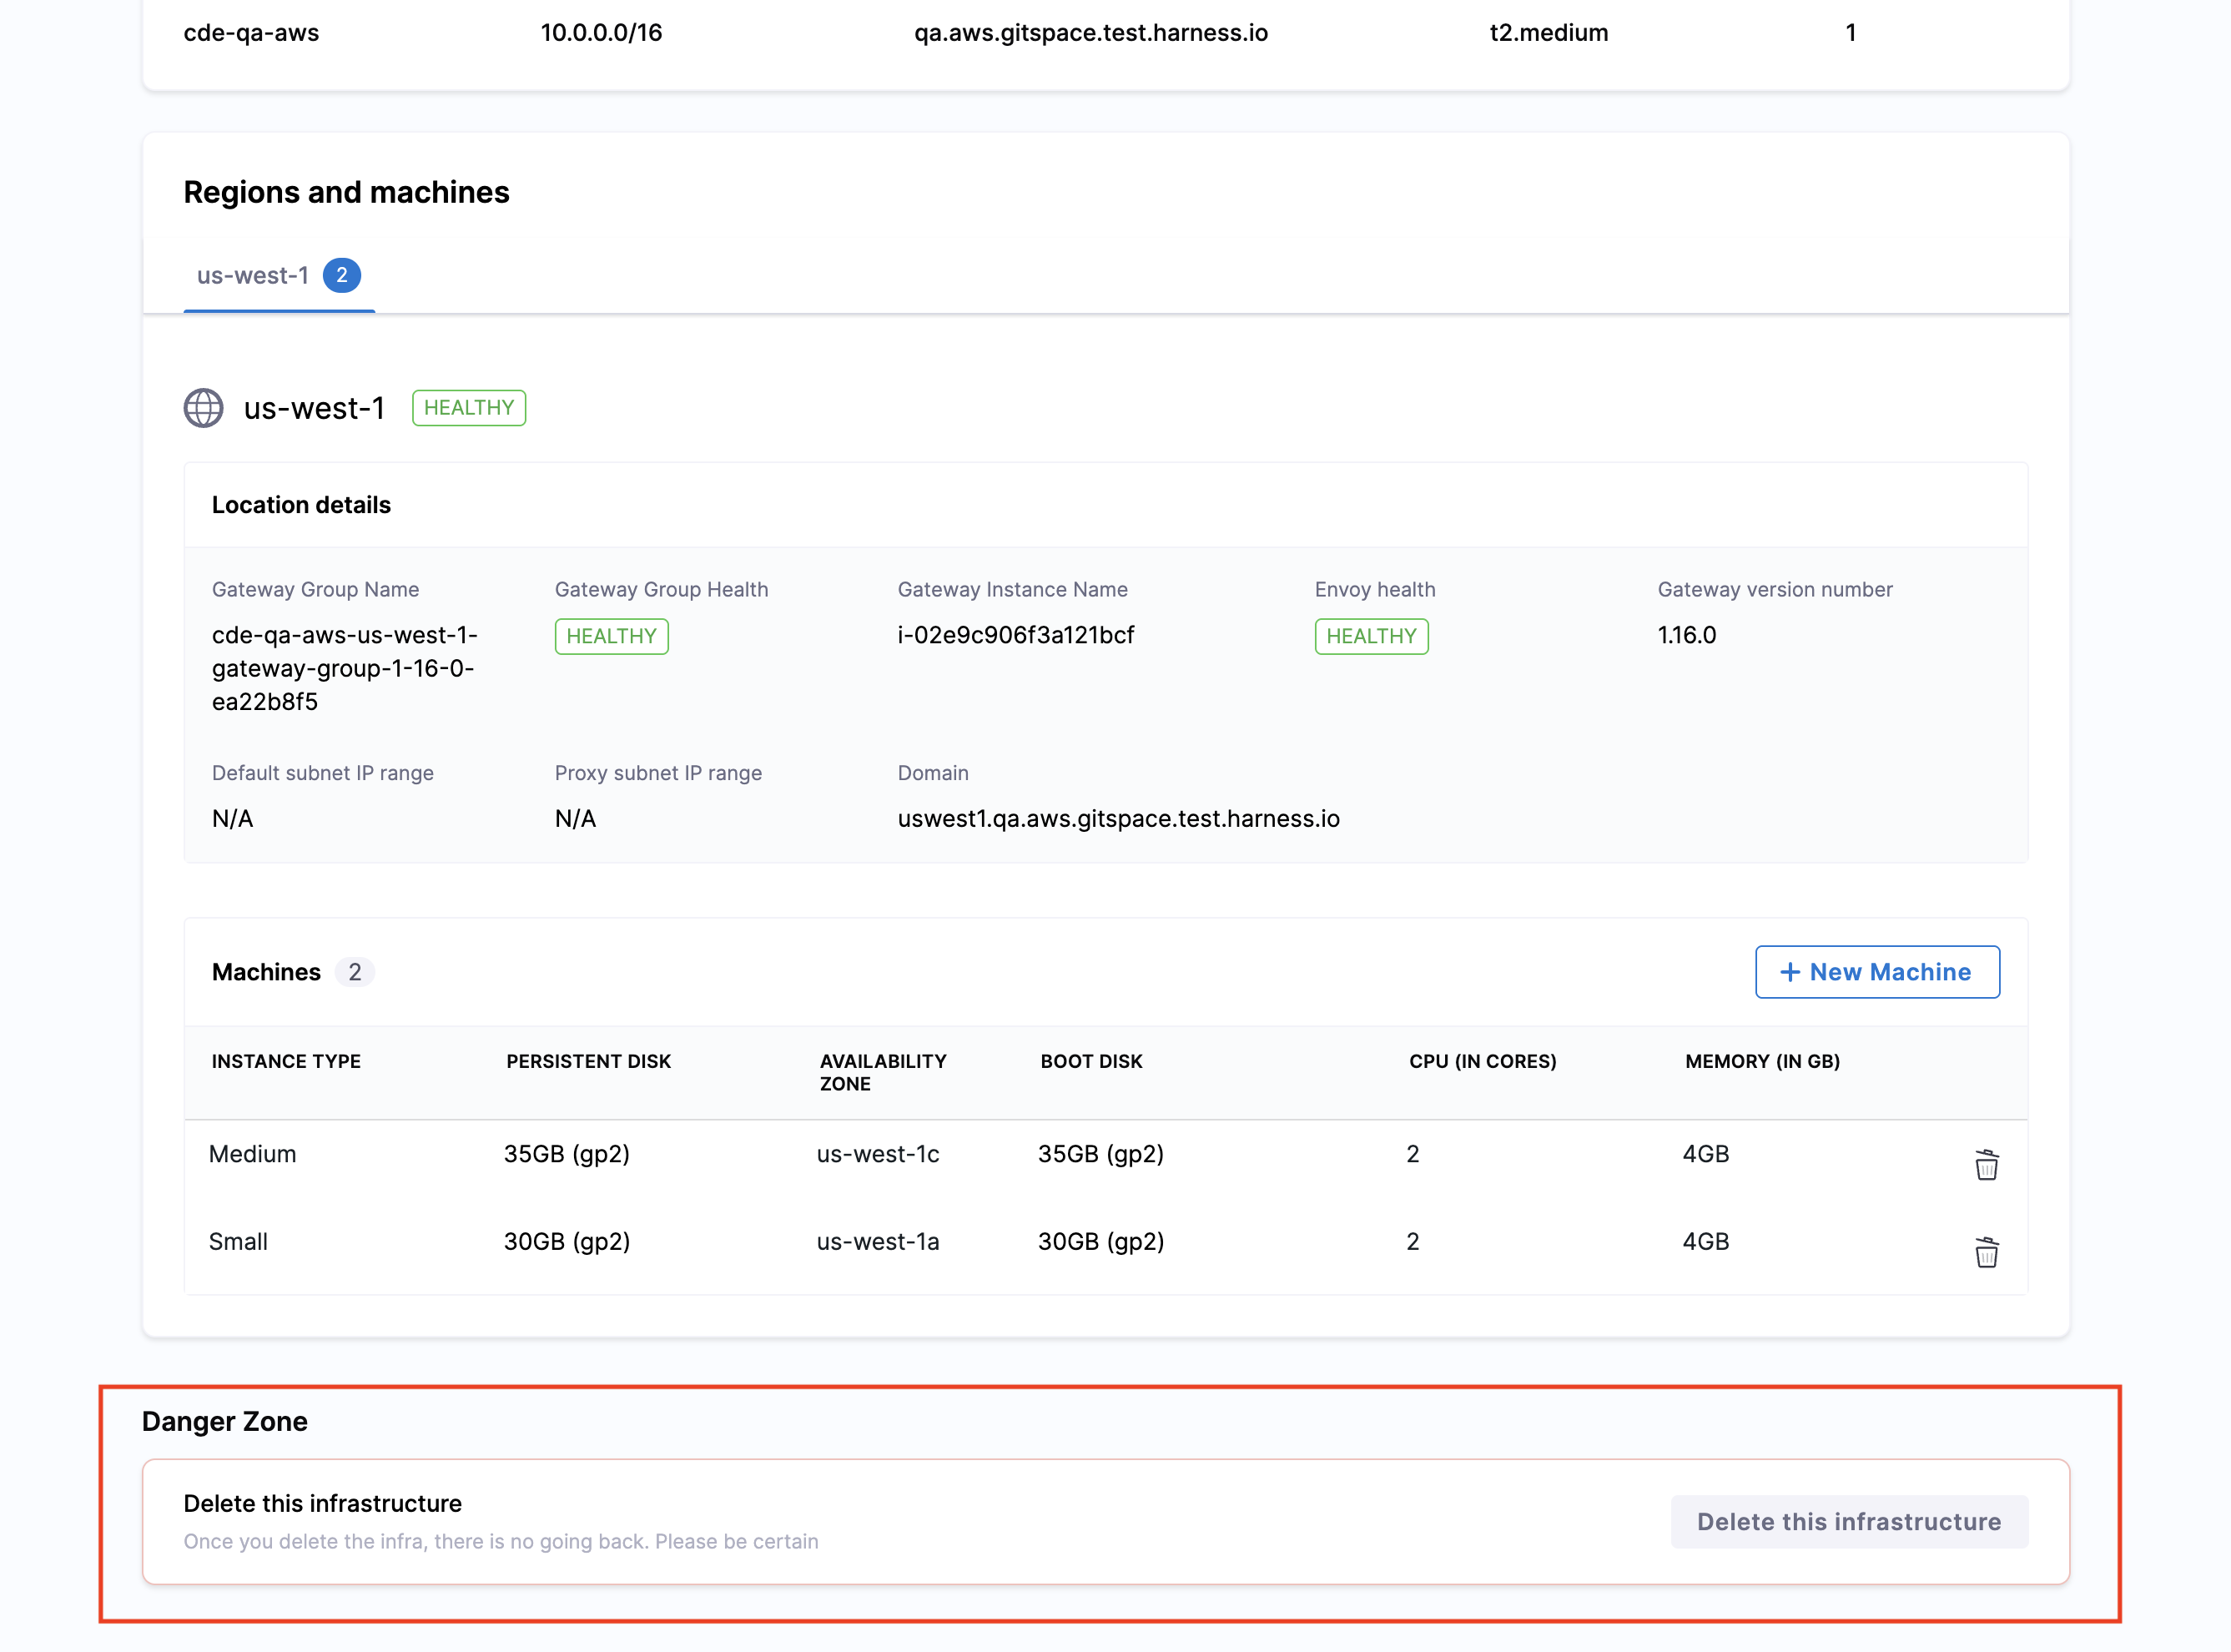 cde-qa-aws 10.0.0.0/16 qa.aws.gitspace.test.harness.io t2.medium 1
Regions and machines
us-west-1 2
us-west-1 HEALTHY
Location details
Gateway Group Name Gateway Group Health Gateway Instance Name Envoy health Gateway version number
cde-qa-aws-us-west-1- HEALTHY i-02e9c906f3a121bcf HEALTHY 1.16.0
gateway-group-1-16-0-
ea22b8f5
Default subnet IP range Proxy subnet IP range Domain
N/A N/A uswest1.qa.aws.gitspace.test.harness.io
Machines 2 + New Machine
INSTANCE TYPE PERSISTENT DISK AVAILABILITY BOOT DISK CPU (IN CORES) MEMORY (IN GB)
ZONE
Medium 35GB (gp2) us-west-1c 35GB (gp2) 2 4GB
Small 30GB (gp2) us-west-1a 30GB (gp2) 2 4GB
Danger Zone
Delete this infrastructure
Once you delete the infra, there is no going back. Please be certain
Delete this infrastructure